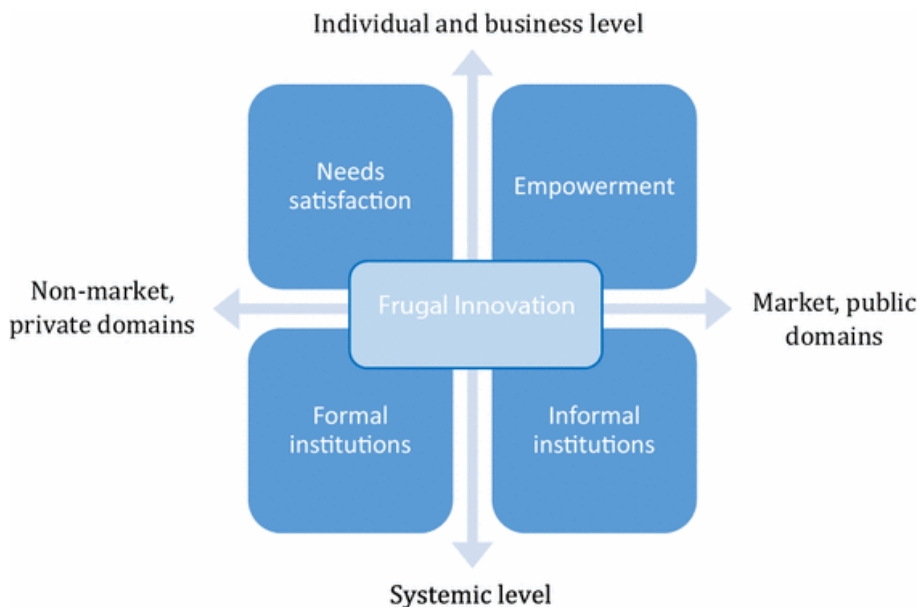 Individual and business level
Needs
satisfaction
Empowerment
Non-market,
private domains
Frugal Innovation
Market, public
domains
Formal
institutions
Informal
institutions
Systemic level